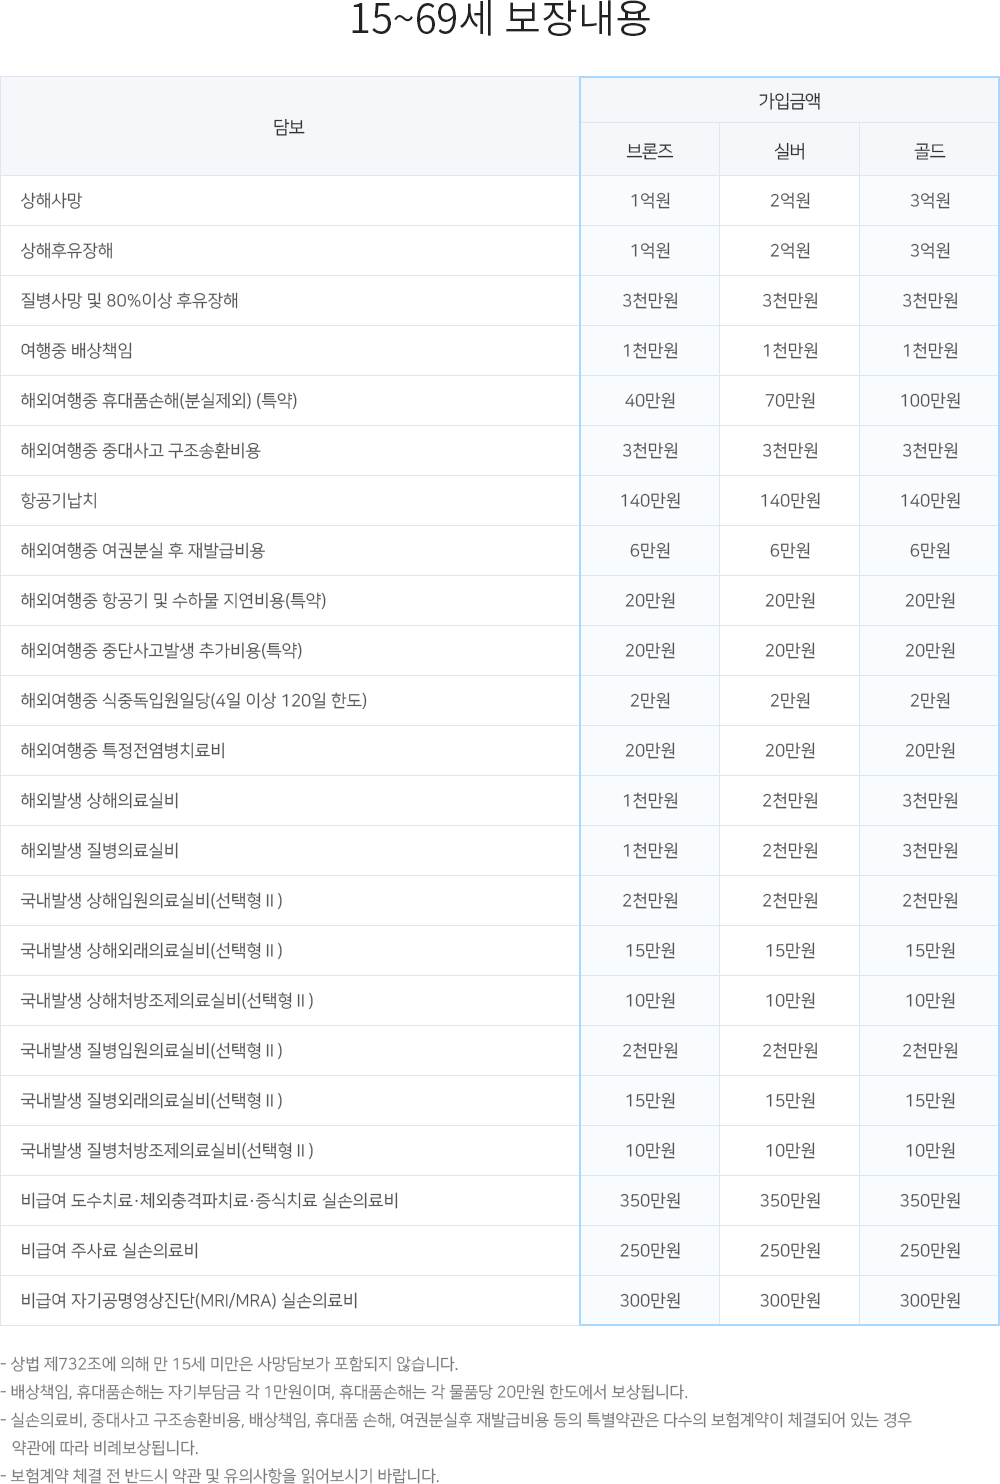 15~69세 보장내용
담보
가입금액
브론즈 실버 골드
상해사망 1억원 2억원 3억원
상해후유장해 1억원 2억원 3억원
질병사망 및 80%이상 후유장해 3천만원 3천만원 3천만원
여행중 배상책임 1천만원 1천만원 1천만원
해외여행중 휴대품손해(분실제외) (특약) 40만원 70만원 100만원
해외여행중 중대사고 구조송환비용 3천만원 3천만원 3천만원
항공기납치 140만원 140만원 140만원
해외여행중 여권분실 후 재발급비용 6만원 6만원 6만원
해외여행중 항공기 및 수하물 지연비용(특약) 20만원 20만원 20만원
해외여행중 중단사고발생 추가비용(특약) 20만원 20만원 20만원
해외여행중 식중독입원일당(4일 이상 120일 한도) 2만원 2만원 2만원
해외여행중 특정전염병치료비 20만원 20만원 20만원
해외발생 상해의료실비 1천만원 2천만원 3천만원
해외발생 질병의료실비 1천만원 2천만원 3천만원
국내발생 상해입원의료실비(선택형Ⅱ) 2천만원 2천만원 2천만원
국내발생 상해외래의료실비(선택형Ⅱ) 15만원 15만원 15만원
국내발생 상해처방조제의료실비(선택형Ⅱ) 10만원 10만원 10만원
국내발생 질병입원의료실비(선택형Ⅱ) 2천만원 2천만원 2천만원
국내발생 질병외래의료실비(선택형Ⅱ) 15만원 15만원 15만원
국내발생 질병처방조제의료실비(선택형Ⅱ) 10만원 10만원 10만원
비급여 도수치료·체외충격파치료·증식치료 실손의료비 350만원 350만원 350만원
비급여 주사료 실손의료비 250만원 250만원 250만원
비급여 자기공명영상진단(MRI/MRA) 실손의료비 300만원 300만원 300만원
- 상법 제732조에 의해 만 15세 미만은 사망담보가 포함되지 않습니다.
- 배상책임, 휴대품손해는 자기부담금 각 1만원이며, 휴대품손해는 각 물품당 20만원 한도에서 보상됩니다.
- 실손의료비, 중대사고 구조송환비용, 배상책임, 휴대품 손해, 여권분실후 재발급비용 등의 특별약관은 다수의 보험계약이 체결되어 있는 경우
약관에 따라 비례보상됩니다.
- 보험계약 체결 전 반드시 약관 및 유의사항을 읽어보시기 바랍니다.